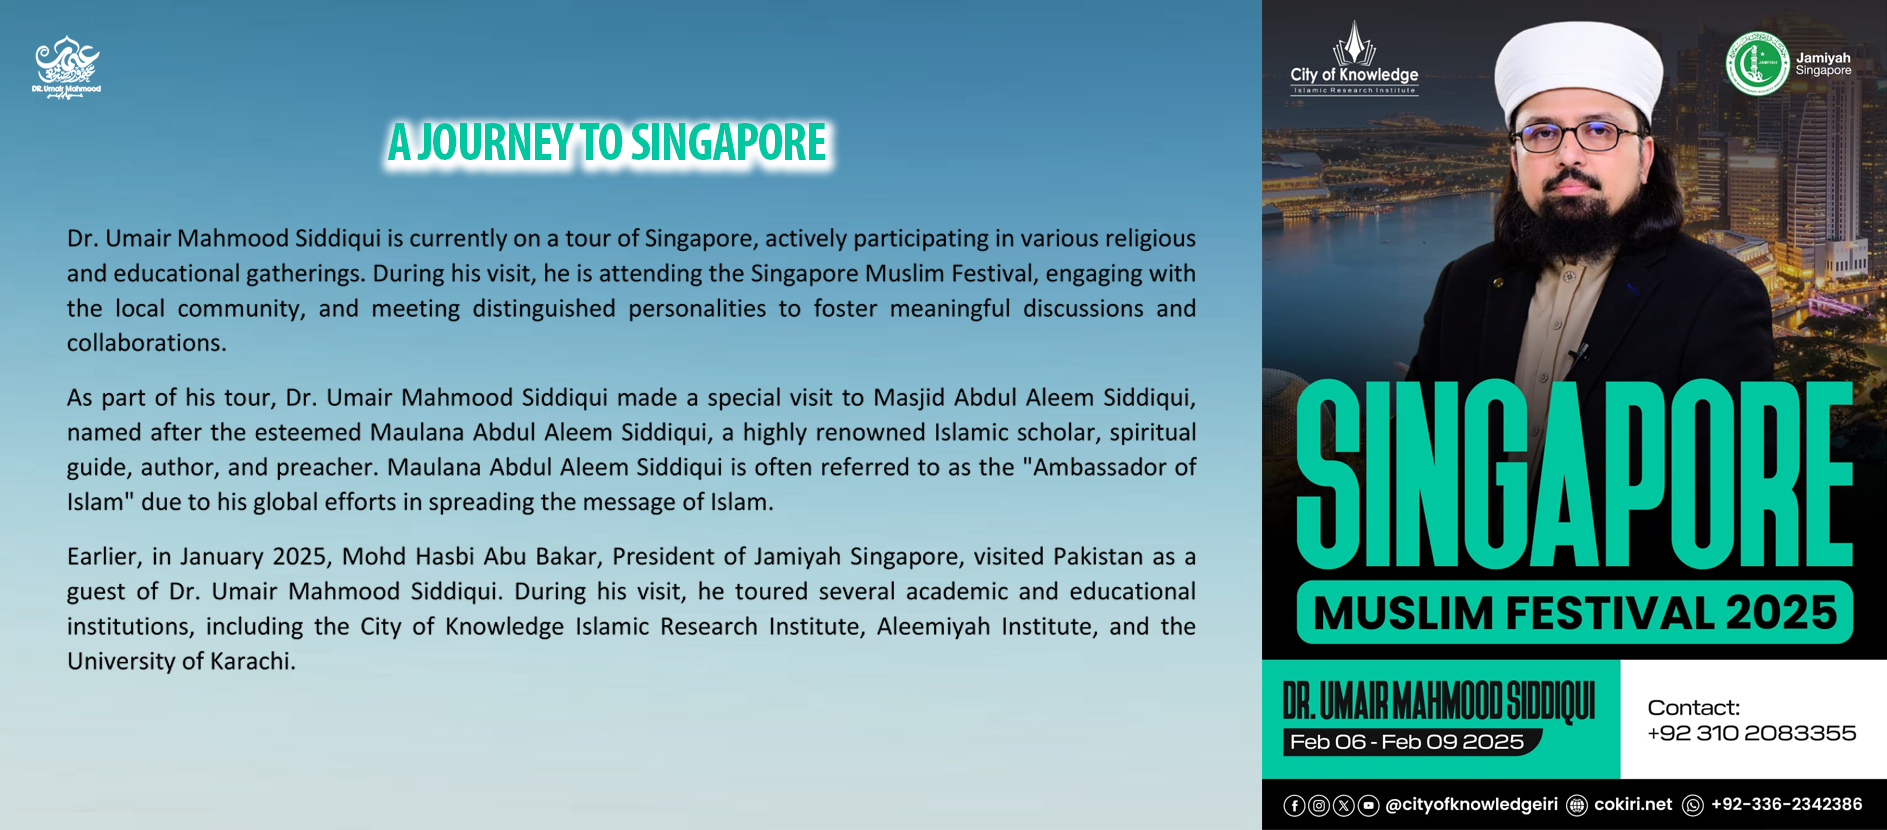 DR. Umair Mahmood
A JOURNEY TO SINGAPORE
Dr. Umair Mahmood Siddiqui is currently on a tour of Singapore, actively participating in various religious
and educational gatherings. During his visit, he is attending the Singapore Muslim Festival, engaging with
the local community, and meeting distinguished personalities to foster meaningful discussions and
collaborations.
As part of his tour, Dr. Umair Mahmood Siddiqui made a special visit to Masjid Abdul Aleem Siddiqui,
named after the esteemed Maulana Abdul Aleem Siddiqui, a highly renowned Islamic scholar, spiritual
guide, author, and preacher. Maulana Abdul Aleem Siddiqui is often referred to as the "Ambassador of
Islam" due to his global efforts in spreading the message of Islam.
Earlier, in January 2025, Mohd Hasbi Abu Bakar, President of Jamiyah Singapore, visited Pakistan as a
guest of Dr. Umair Mahmood Siddiqui. During his visit, he toured several academic and educational
institutions, including the City of Knowledge Islamic Research Institute, Aleemiyah Institute, and the
University of Karachi.
City of Knowledge
Islamic Research Institute
JAMIYAH
Jamiyah
Singapore
SINGAPORE
MUSLIM FESTIVAL 2025
DR. UMAIR MAHMOOD SIDDIQUI
Feb 06 - Feb 09 2025
Contact:
+92 310 2083355
@cityofknowledgeiri cokiri.net +92-336-2342386